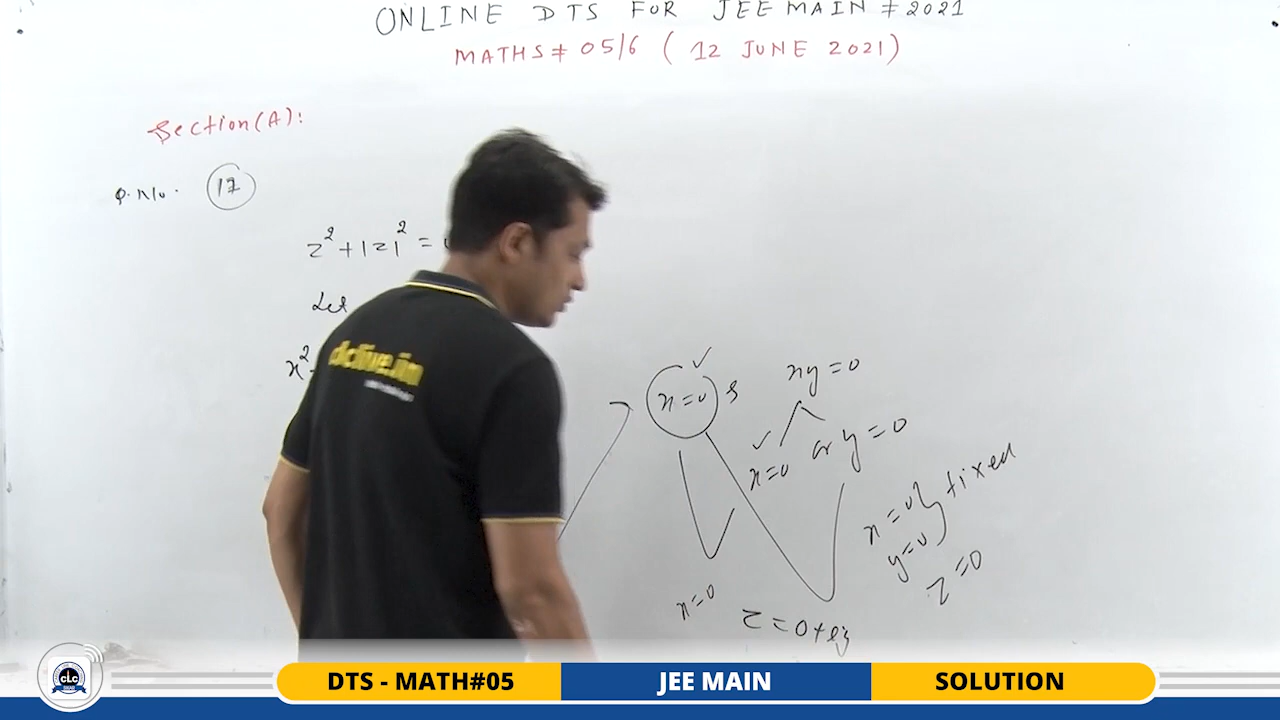 ONLINE DTS FOR JEE MAIN # 2021
MATHS # 05/6 ( 12 JUNE 2021 )
Section (A):
Q. No. 17
z² + |z|² =
Let
x²
x=0 &
xy=0
x=0 or y=0
x=0 } fixed
y=0
z=0
x=0
z = 0 + iy
dclive.in
CLC
DTS - MATH#05
JEE MAIN
SOLUTION